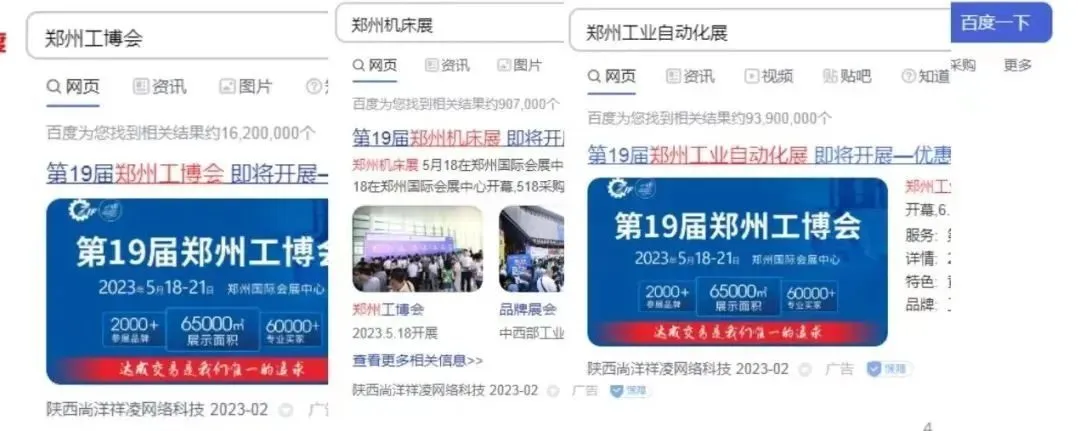 郑州工博会
网页 资讯 图片
百度为您找到相关结果约16,200,000个
第19届郑州工博会 即将开展—
第19届郑州工博会
2023年5月18-21日 郑州国际会展中心
2000+ 65000㎡ 60000+
参展品牌 展示面积 专业买家
达成交易是我们唯一的追求
陕西尚洋祥凌网络科技 2023-02 广告
郑州机床展
网页 资讯 图片
百度为您找到相关结果约907,000个
第19届郑州机床展 即将开
郑州机床展 5月18在郑州国际会展中
18在郑州国际会展中心开幕,518采购
郑州工博会 品牌展会
2023.5.18开展 中西部工业
查看更多相关信息>>
陕西尚洋祥凌网络科技 2023-02 广告 保障
郑州工业自动化展 百度一下
网页 资讯 视频 贴吧 知道 采购 更多
百度为您找到相关结果约93,900,000个
第19届郑州工业自动化展 即将开展—优惠
第19届郑州工博会
2023年5月18-21日 郑州国际会展中心
2000+ 65000㎡ 60000+
参展品牌 展示面积 专业买家
达成交易是我们唯一的追求
郑州工
开幕,6.
服务:
详情: 2
特色:
品牌:
陕西尚洋祥凌网络科技 2023-02 广告 保障